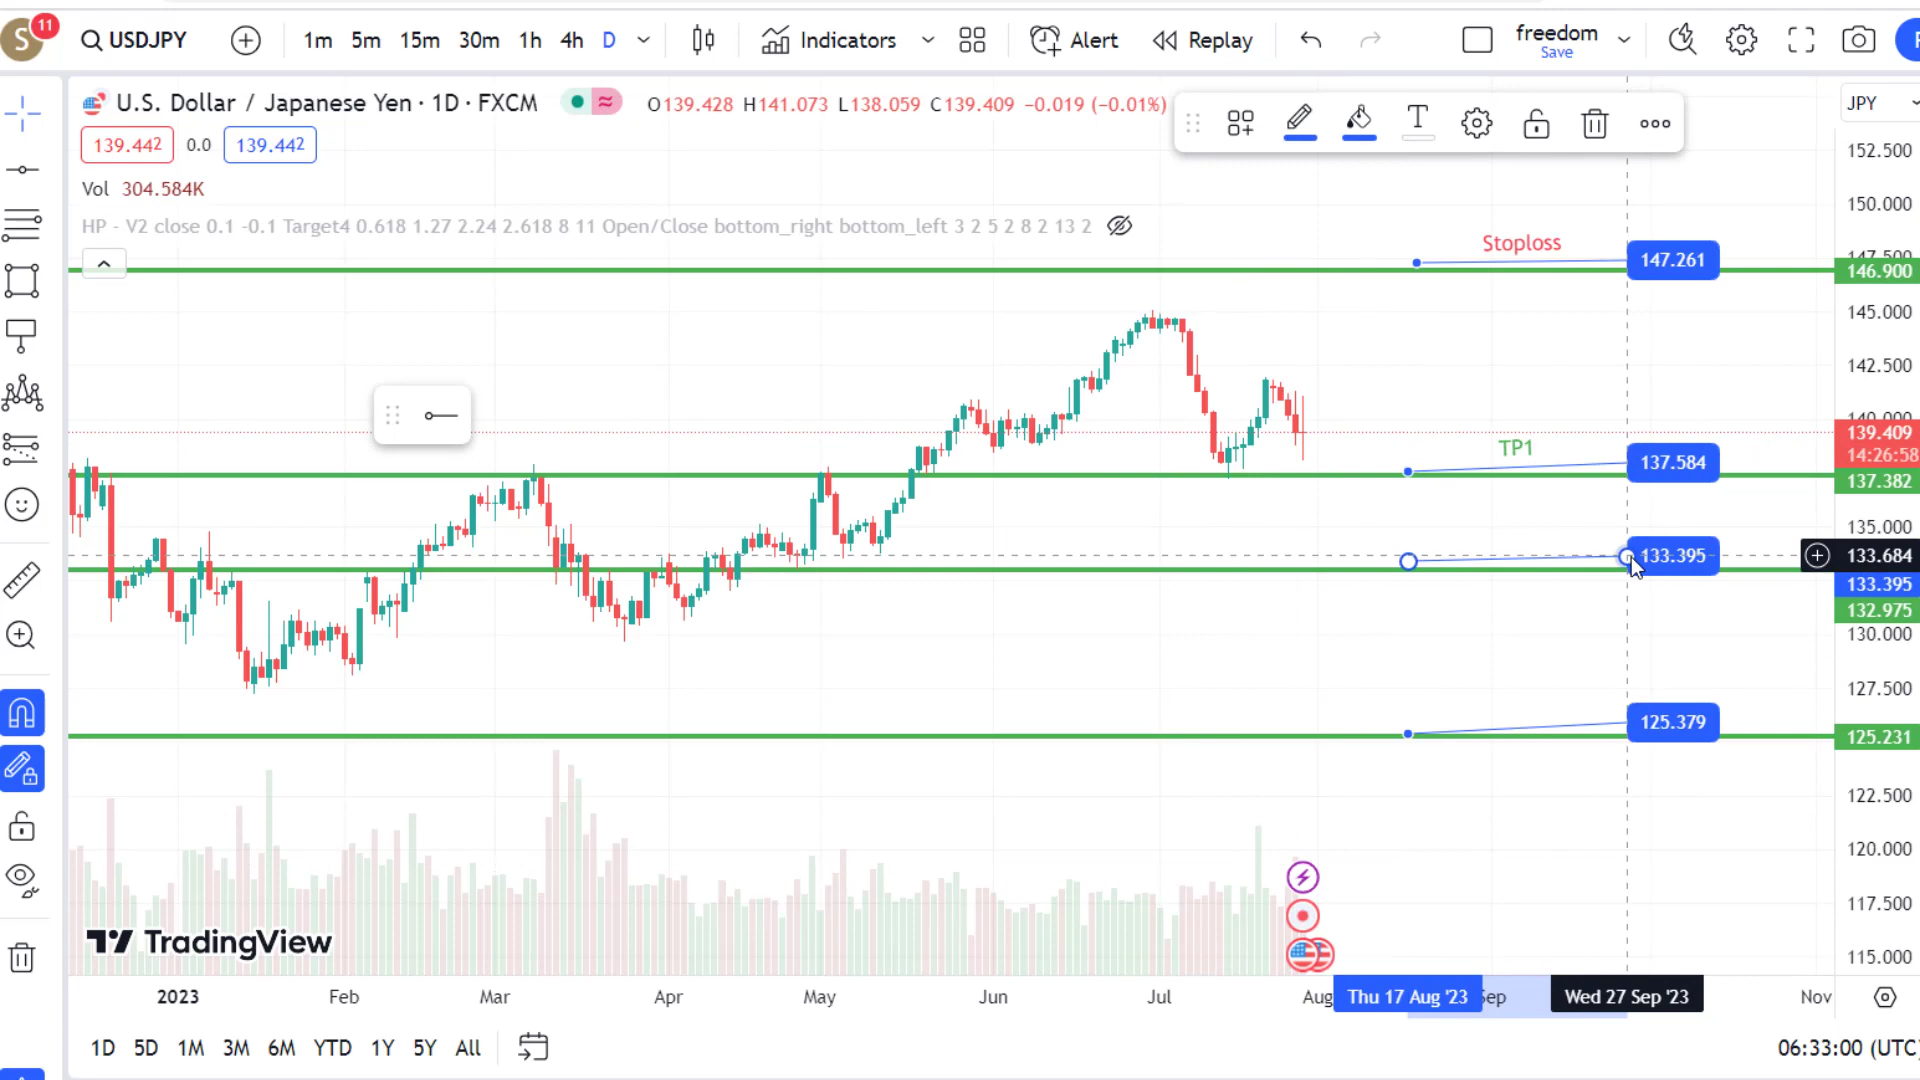 S 11 USDJPY 1m 5m 15m 30m 1h 4h D Indicators Alert Replay freedom
Save
U.S. Dollar / Japanese Yen · 1D · FXCM O139.428 H141.073 L138.059 C139.409 −0.019 (−0.01%) JPY
139.442 0.0 139.442
T
152.500
Vol 304.584K
150.000
HP - V2 close 0.1 -0.1 Target4 0.618 1.27 2.24 2.618 8 11 Open/Close bottom_right bottom_left 3 2 5 2 8 2 13 2
Stoploss
147.261
147.500
146.900
145.000
142.500
140.000
139.409
TP1
14:26:58
137.584
137.382
135.000
133.395
133.684
133.395
132.975
130.000
127.500
125.379
125.231
122.500
120.000
117.500
TradingView
115.000
2023 Feb Mar Apr May Jun Jul Aug Thu 17 Aug '23 Sep Wed 27 Sep '23 Nov
1D 5D 1M 3M 6M YTD 1Y 5Y All 06:33:00 (UTC)